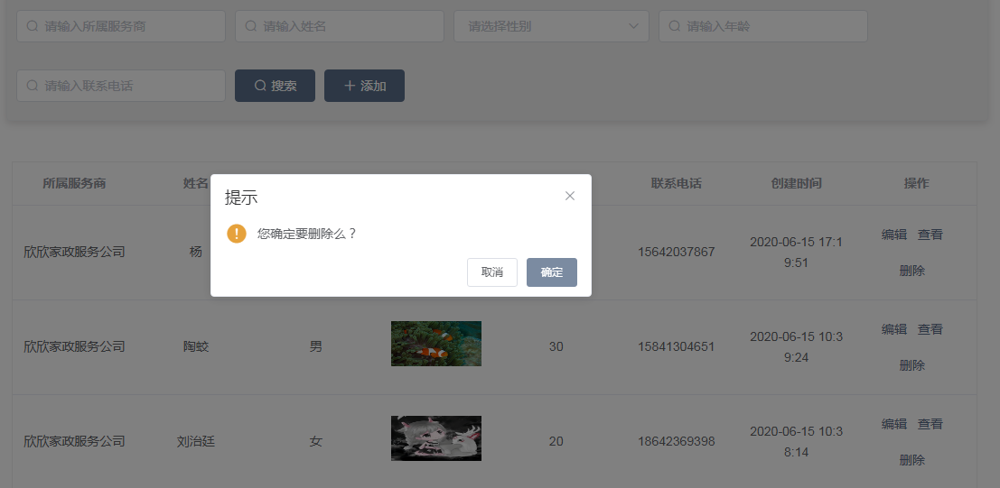 请输入所属服务商 请输入姓名 请选择性别 请输入年龄
请输入联系电话 搜索 添加
所属服务商 姓名 联系电话 创建时间 操作
提示
您确定要删除么？
取消 确定
欣欣家政服务公司 杨 15642037867 2020-06-15 17:1 编辑 查看
9:51
删除
欣欣家政服务公司 陶蛟 男 30 15841304651 2020-06-15 10:3 编辑 查看
9:24
删除
欣欣家政服务公司 刘治廷 女 20 18642369398 2020-06-15 10:3 编辑 查看
8:14
删除